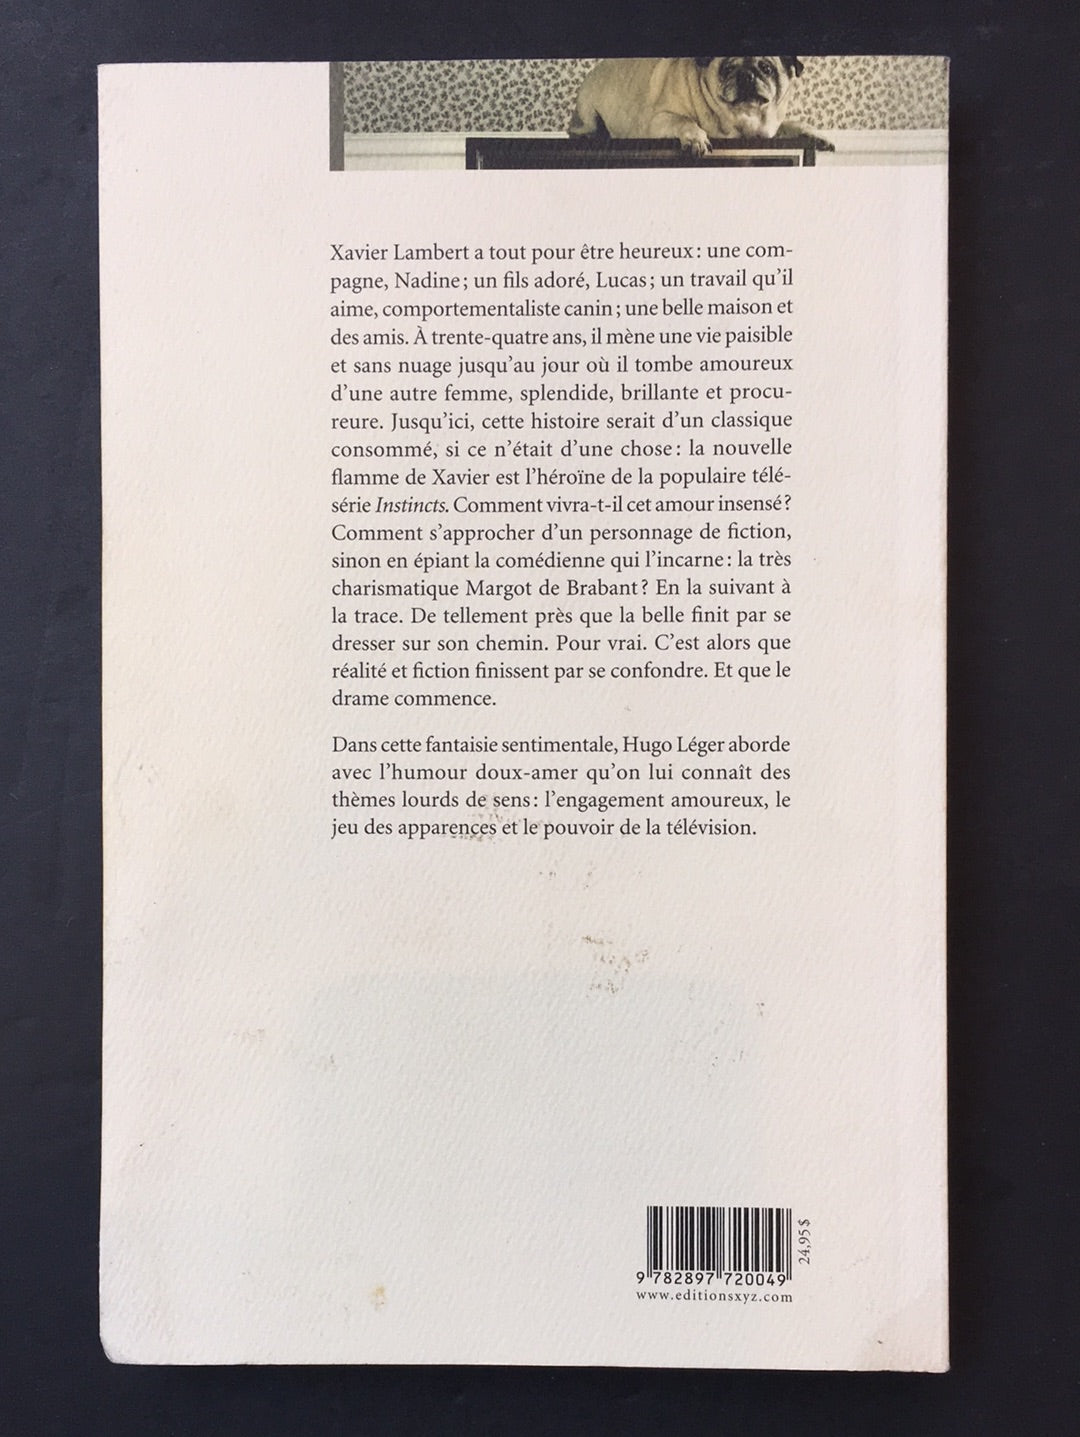 Xavier Lambert a tout pour être heureux : une com-
pagne, Nadine ; un fils adoré, Lucas ; un travail qu'il
aime, comportementaliste canin ; une belle maison et
des amis. À trente-quatre ans, il mène une vie paisible
et sans nuage jusqu'au jour où il tombe amoureux
d'une autre femme, splendide, brillante et procu-
reure. Jusqu'ici, cette histoire serait d'un classique
consommé, si ce n'était d'une chose : la nouvelle
flamme de Xavier est l'héroïne de la populaire télé-
série Instincts. Comment vivra-t-il cet amour insensé ?
Comment s'approcher d'un personnage de fiction,
sinon en épiant la comédienne qui l'incarne : la très
charismatique Margot de Brabant ? En la suivant à
la trace. De tellement près que la belle finit par se
dresser sur son chemin. Pour vrai. C'est alors que
réalité et fiction finissent par se confondre. Et que le
drame commence.
Dans cette fantaisie sentimentale, Hugo Léger aborde
avec l'humour doux-amer qu'on lui connaît des
thèmes lourds de sens : l'engagement amoureux, le
jeu des apparences et le pouvoir de la télévision.
24,95 $
9 782897 720049
www.editionsxyz.com